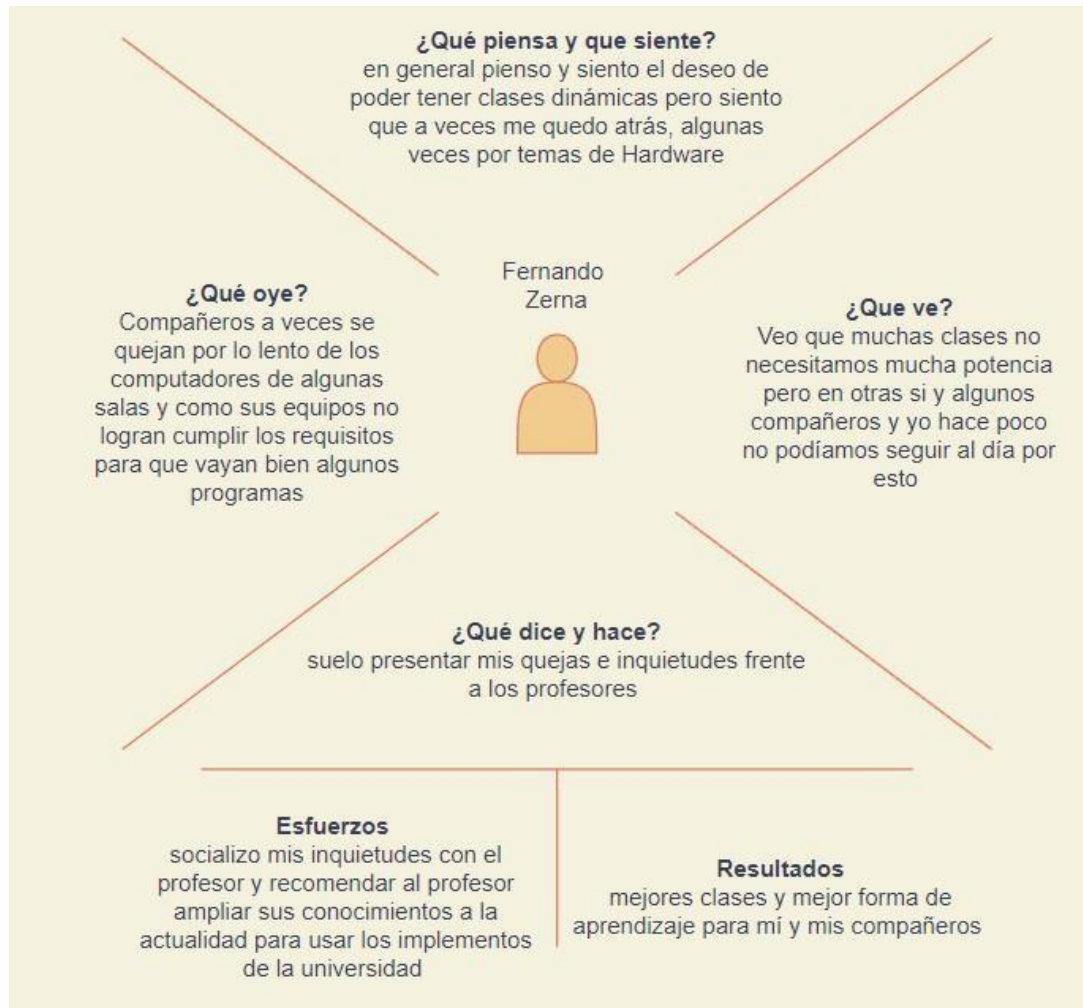 ¿Qué piensa y que siente?
en general pienso y siento el deseo de
poder tener clases dinámicas pero siento
que a veces me quedo atrás, algunas
veces por temas de Hardware
Fernando
Zerna
¿Qué oye?
Compañeros a veces se
quejan por lo lento de los
computadores de algunas
salas y como sus equipos no
logran cumplir los requisitos
para que vayan bien algunos
programas
¿Que ve?
Veo que muchas clases no
necesitamos mucha potencia
pero en otras si y algunos
compañeros y yo hace poco
no podíamos seguir al día por
esto
¿Qué dice y hace?
suelo presentar mis quejas e inquietudes frente
a los profesores
Esfuerzos
socializo mis inquietudes con el
profesor y recomendar al profesor
ampliar sus conocimientos a la
actualidad para usar los implementos
de la universidad
Resultados
mejores clases y mejor forma de
aprendizaje para mí y mis compañeros